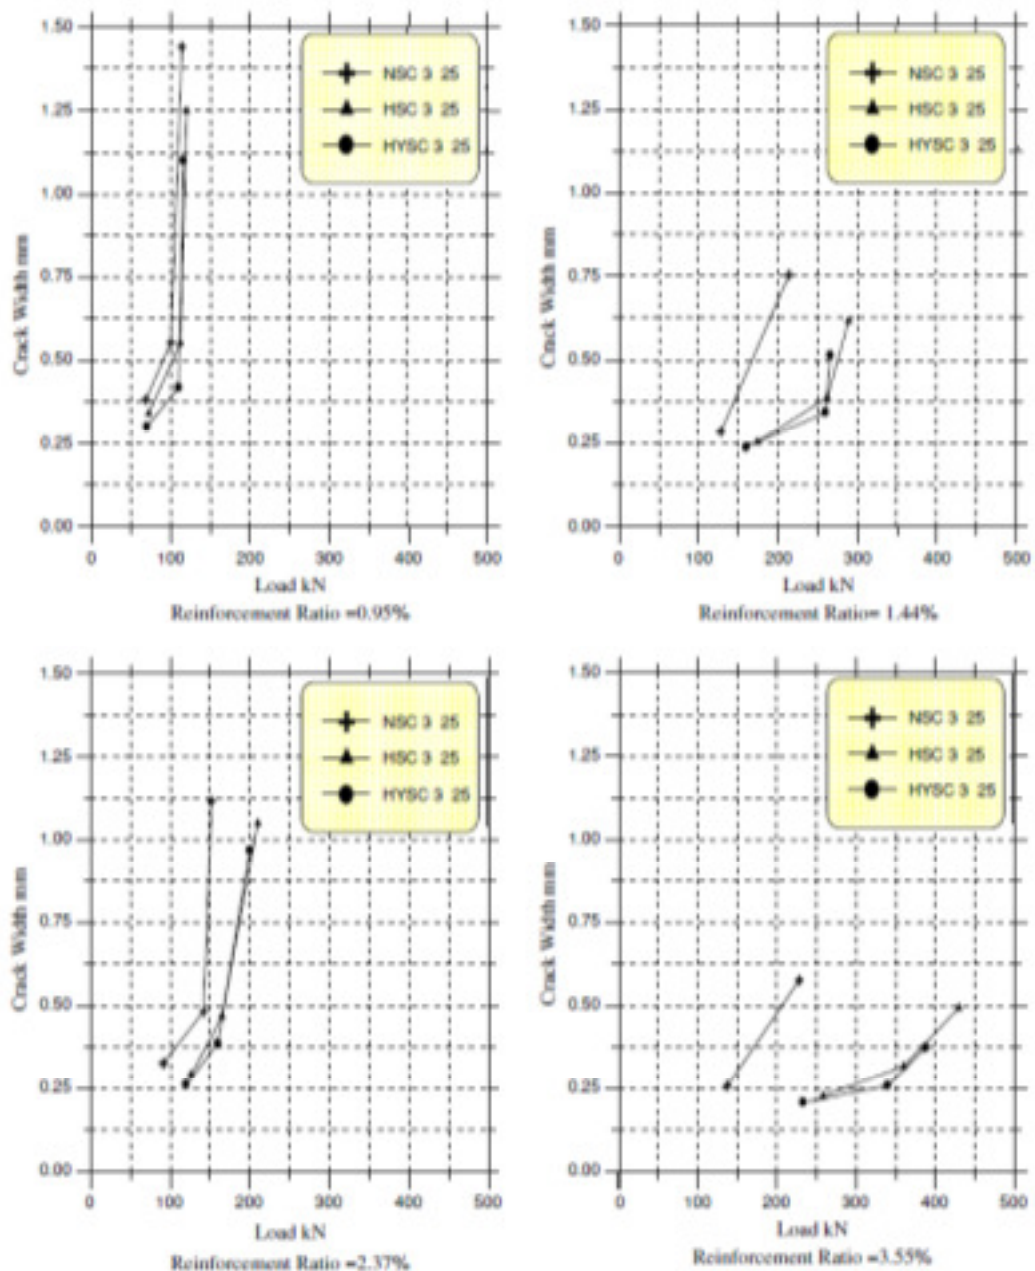 1.50
1.25
1.00
0.75
0.50
0.25
0.00
Crack Width mm
NSC 3 25
HSC 3 25
HYSC 3 25
0 100 200 300 400 500
Load kN
Reinforcement Ratio =0.95%
1.50
1.25
1.00
0.75
0.50
0.25
0.00
Crack Width mm
NSC 3 25
HSC 3 25
HYSC 3 25
0 100 200 300 400 500
Load kN
Reinforcement Ratio= 1.44%
1.50
1.25
1.00
0.75
0.50
0.25
0.00
Crack Width mm
NSC 3 25
HSC 3 25
HYSC 3 25
0 100 200 300 400 500
Load kN
Reinforcement Ratio =2.37%
1.50
1.25
1.00
0.75
0.50
0.25
0.00
Crack Width mm
NSC 3 25
HSC 3 25
HYSC 3 25
0 100 200 300 400 500
Load kN
Reinforcement Ratio =3.55%